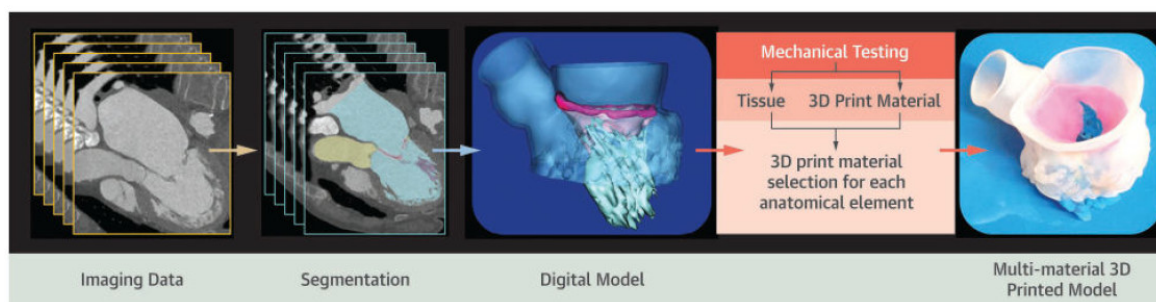 Mechanical Testing
Tissue 3D Print Material
3D print material
selection for each
anatomical element
Imaging Data
Segmentation
Digital Model
Multi-material 3D
Printed Model